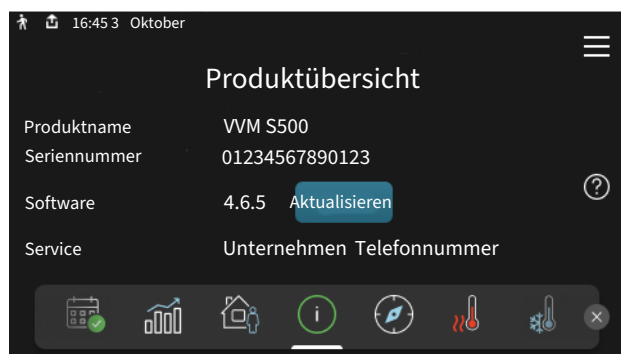 16:45 3 Oktober
Produktübersicht
Produktname VVM S500
Seriennummer 01234567890123
Software 4.6.5 Aktualisieren
Service Unternehmen Telefonnummer